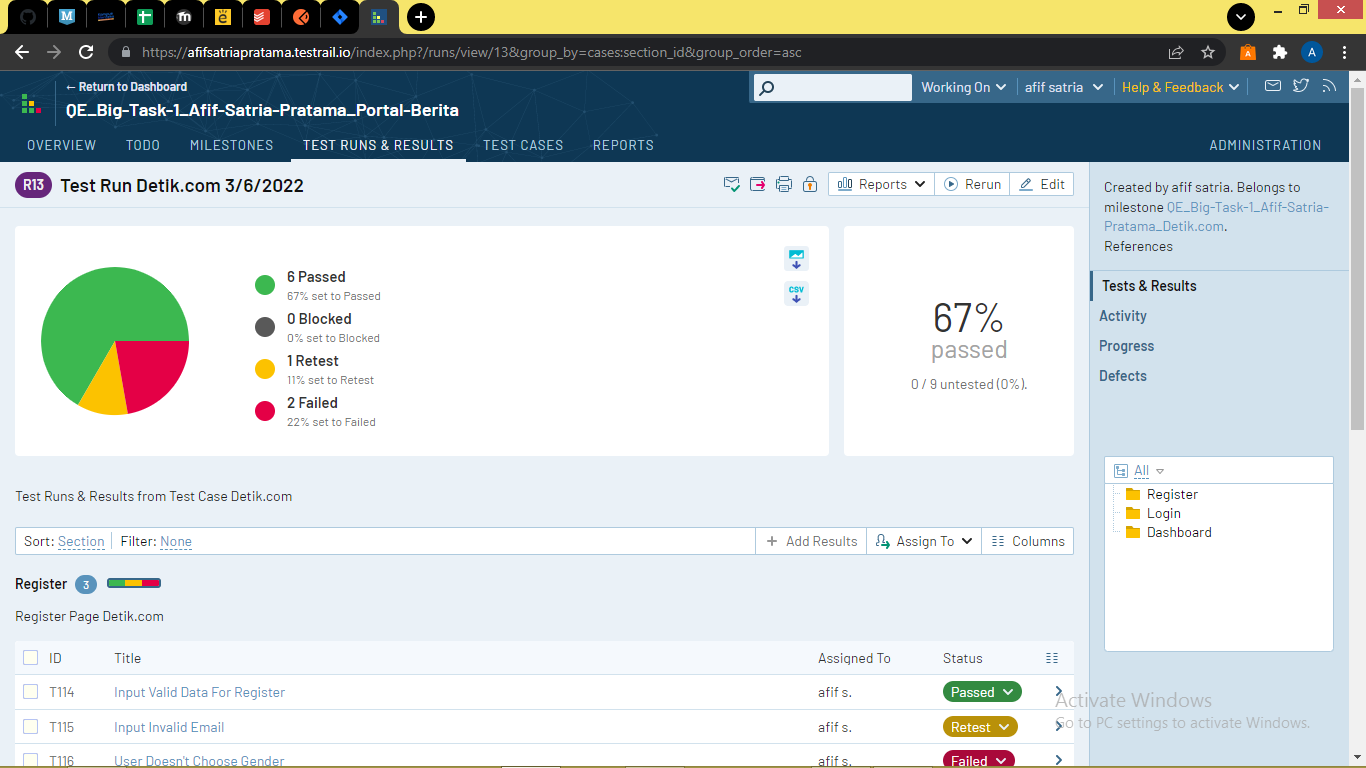 https://afifsatriapratama.testrail.io/index.php?/runs/view/13&group_by=cases:section_id&group_order=asc
A
← Return to Dashboard
QE_Big-Task-1_Afif-Satria-Pratama_Portal-Berita
Working On
afif satria
Help & Feedback
OVERVIEW TODO MILESTONES TEST RUNS & RESULTS TEST CASES REPORTS ADMINISTRATION
R13 Test Run Detik.com 3/6/2022
Reports Rerun Edit
6 Passed
67% set to Passed
0 Blocked
0% set to Blocked
1 Retest
11% set to Retest
2 Failed
22% set to Failed
CSV
67%
passed
0 / 9 untested (0%).
Created by afif satria. Belongs to
milestone QE_Big-Task-1_Afif-Satria-
Pratama_Detik.com.
References
Tests & Results
Activity
Progress
Defects
All
Register
Login
Dashboard
Test Runs & Results from Test Case Detik.com
Sort: Section Filter: None + Add Results Assign To Columns
Register 3
Register Page Detik.com
ID Title Assigned To Status
T114 Input Valid Data For Register afif s. Passed
T115 Input Invalid Email afif s. Retest
T116 User Doesn't Choose Gender afif s. Failed
Activate Windows
Go to PC settings to activate Windows.